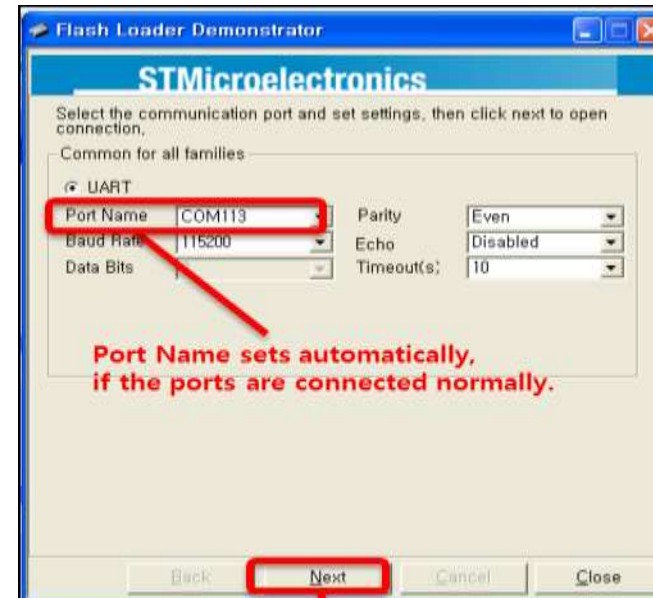 Flash Loader Demonstrator
STMicroelectronics
Select the communication port and set settings, then click next to open
connection,
Common for all families
UART
Port Name COM113 Parity Even
Baud Rate 115200 Echo Disabled
Data Bits Timeout(s) 10
Port Name sets automatically,
if the ports are connected normally.
Back Next Cancel Close